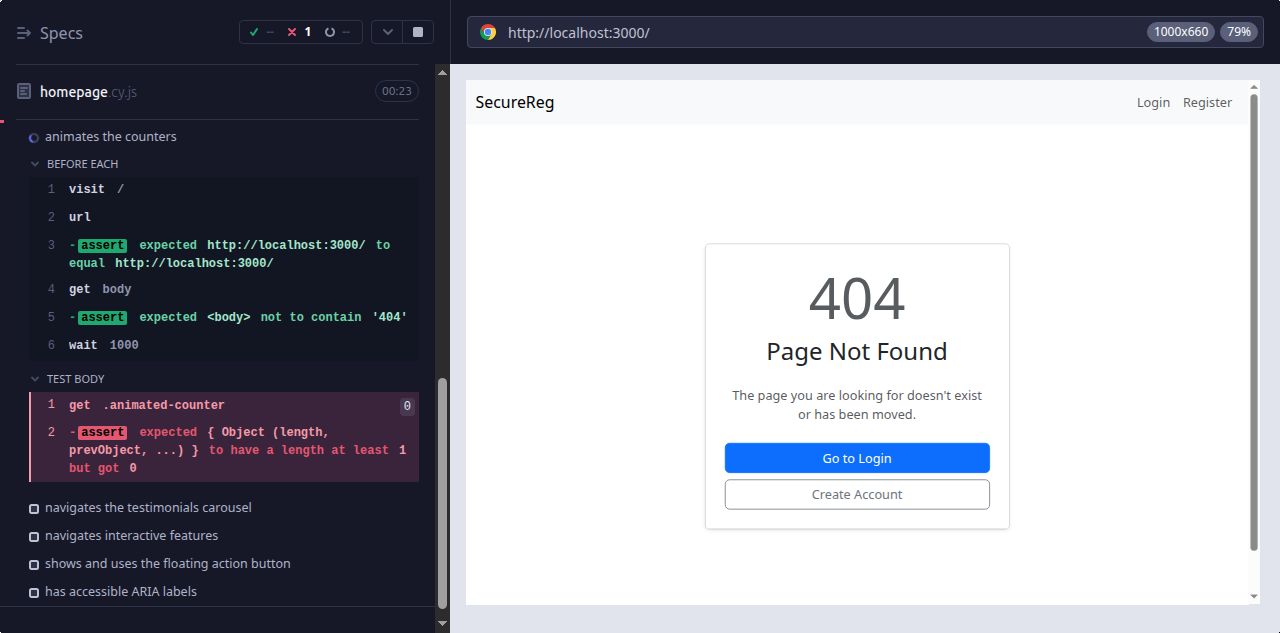 Specs
-- 1 --
homepage.cy.js 00:23
animates the counters
BEFORE EACH
1 visit /
2 url
3 -assert expected http://localhost:3000/ to
equal http://localhost:3000/
4 get body
5 -assert expected <body> not to contain '404'
6 wait 1000
TEST BODY
1 get .animated-counter 0
2 -assert expected { Object (length,
prevObject, ...) } to have a length at least 1
but got 0
navigates the testimonials carousel
navigates interactive features
shows and uses the floating action button
has accessible ARIA labels
http://localhost:3000/ 1000x660 79%
SecureReg Login Register
404
Page Not Found
The page you are looking for doesn't exist
or has been moved.
Go to Login
Create Account